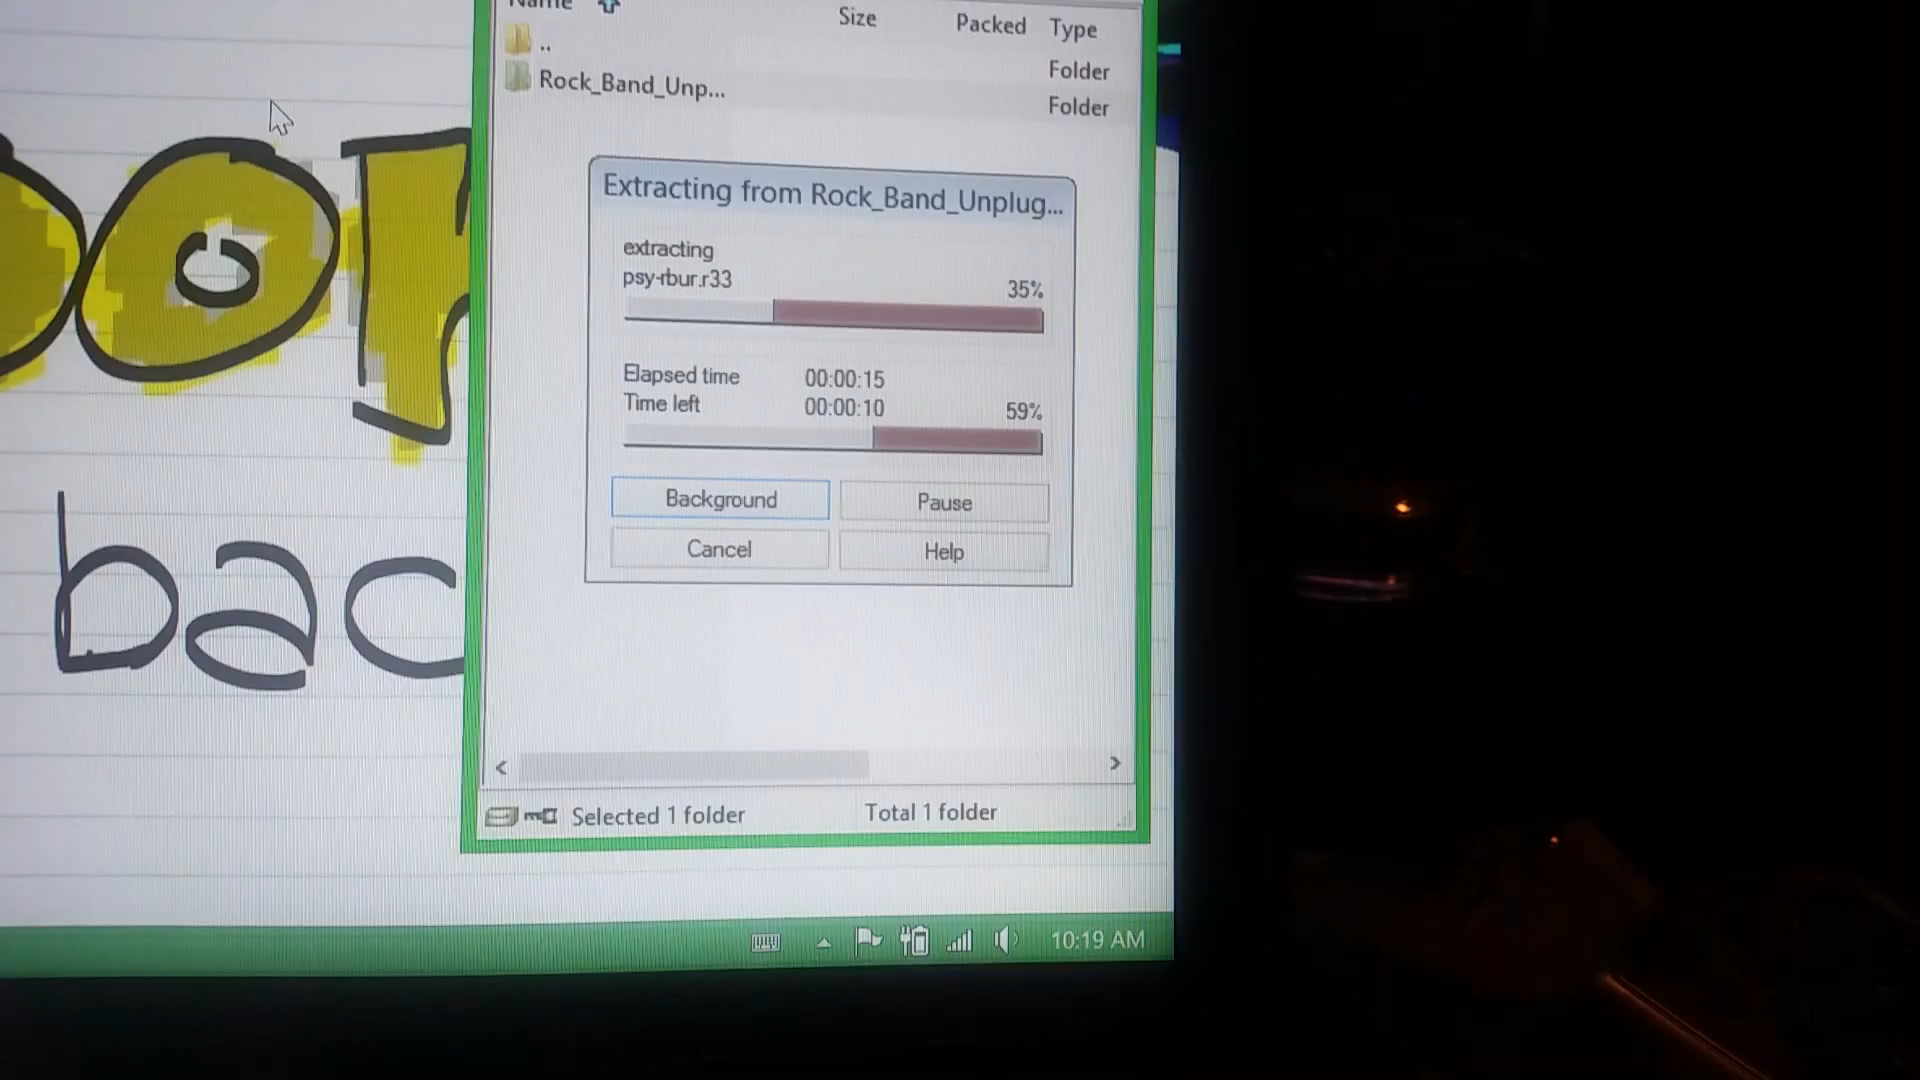 Name Size Packed Type
.. Folder
Rock_Band_Unp... Folder
Extracting from Rock_Band_Unplug...
extracting
psy-rbur.r33 35%
Elapsed time 00:00:15
Time left 00:00:10 59%
Background Pause
Cancel Help
bac
Selected 1 folder Total 1 folder
10:19 AM